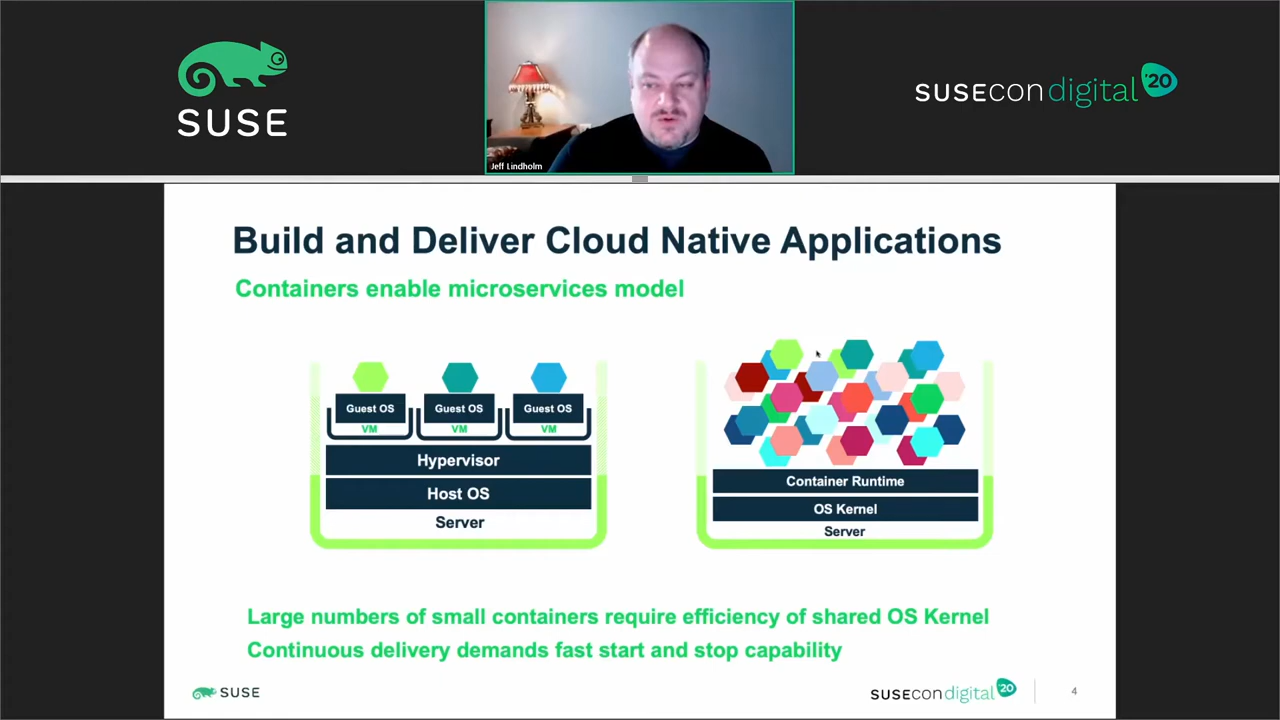 SUSE
SUSECON digital '20
Jeff Lindholm
Build and Deliver Cloud Native Applications
Containers enable microservices model
Guest OS Guest OS Guest OS
VM VM VM
Hypervisor
Host OS
Server
Container Runtime
OS Kernel
Server
Large numbers of small containers require efficiency of shared OS Kernel
Continuous delivery demands fast start and stop capability
SUSE
SUSECON digital '20
4